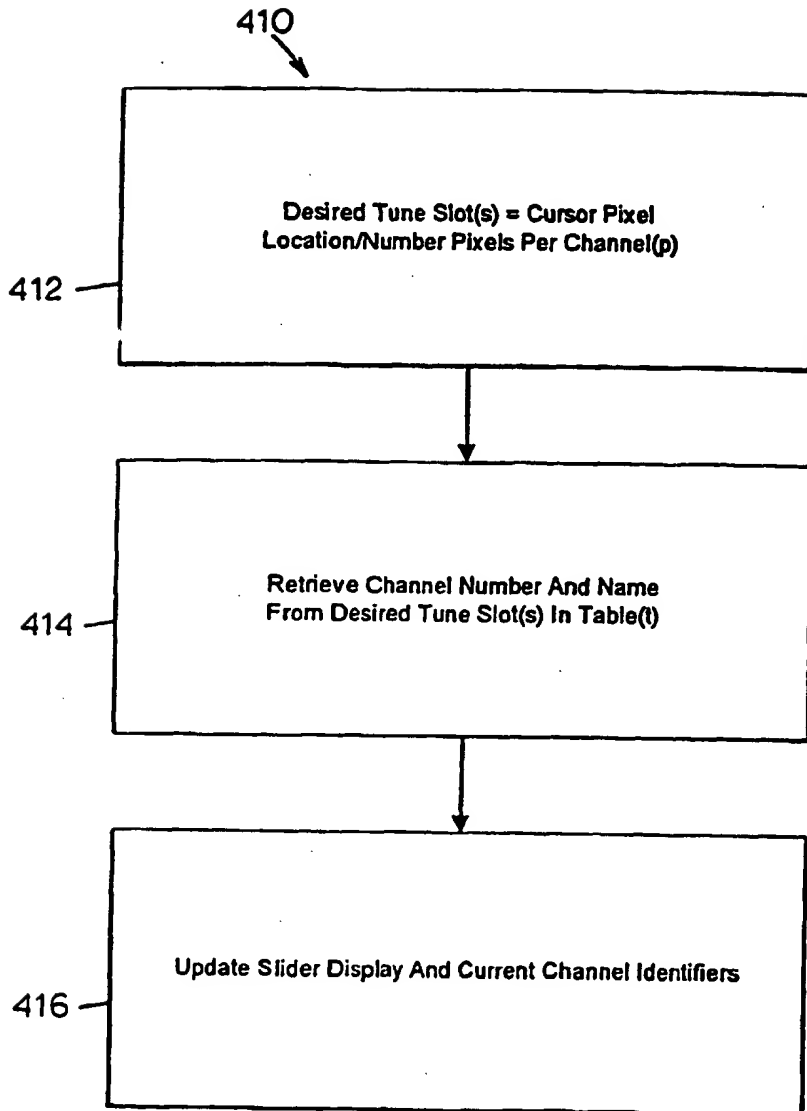 410
Desired Tune Slot(s) = Cursor Pixel
Location/Number Pixels Per Channel(p)
412
Retrieve Channel Number And Name
From Desired Tune Slot(s) In Table(t)
414
Update Slider Display And Current Channel Identifiers
416